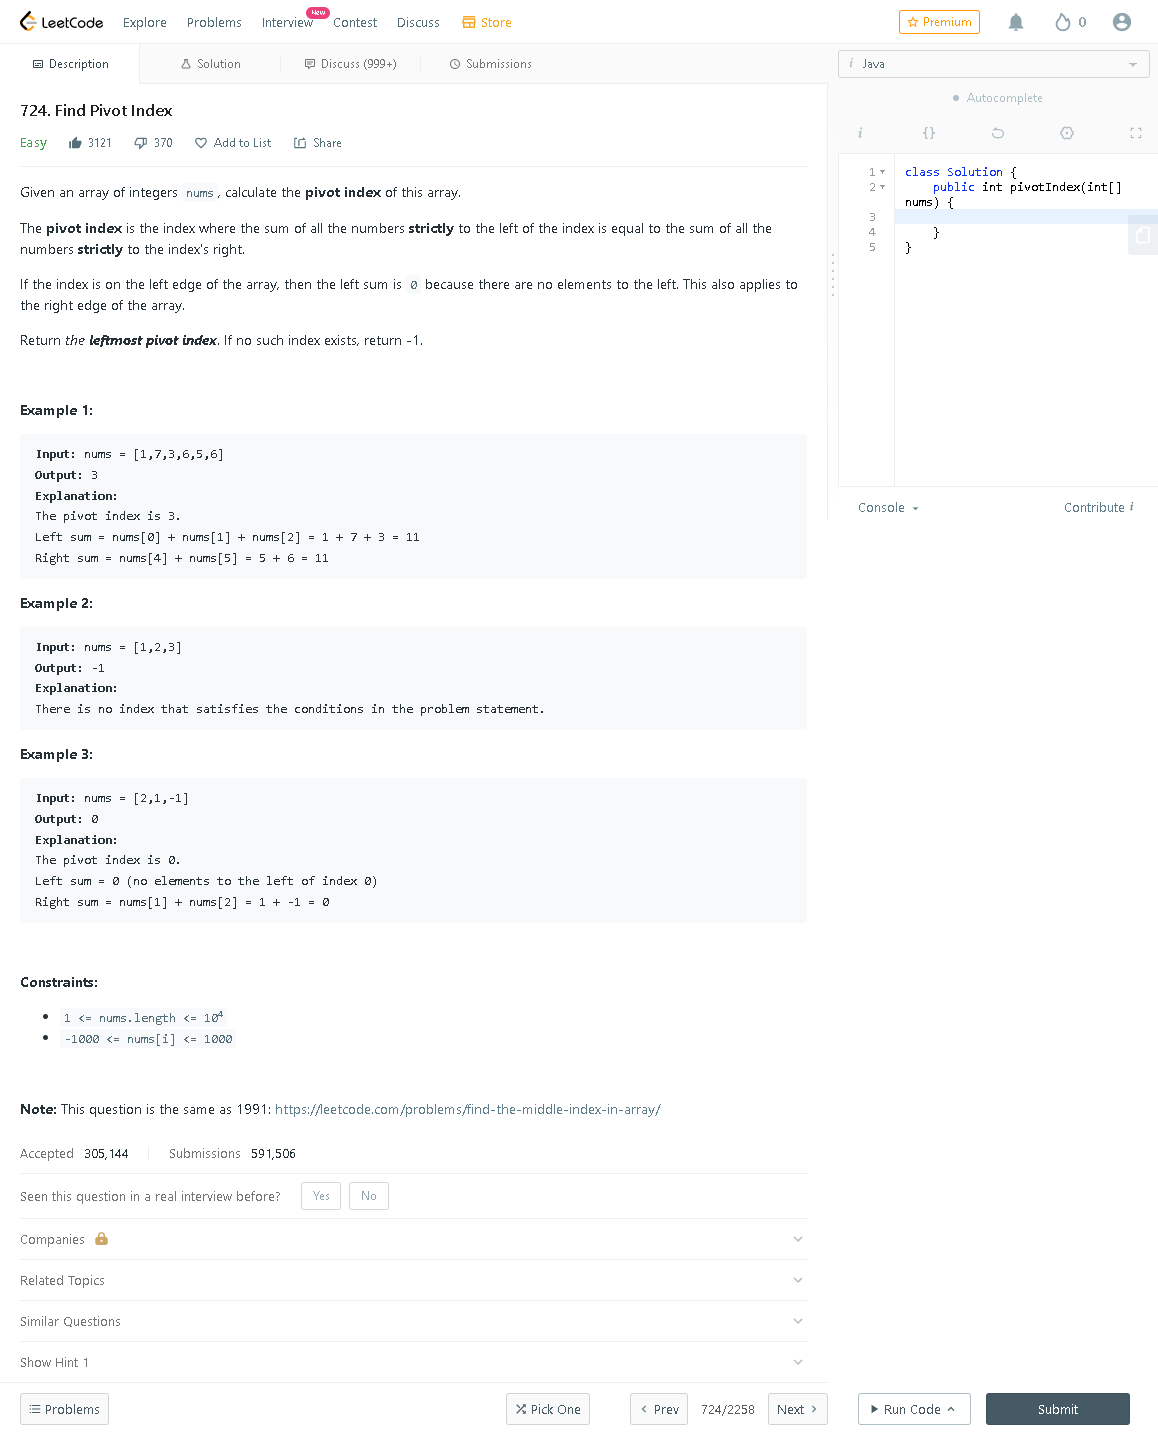 LeetCode Explore Problems Interview New Contest Discuss Store Premium 0
Description Solution Discuss (999+) Submissions
724. Find Pivot Index
Easy 3121 370 Add to List Share
Given an array of integers nums, calculate the pivot index of this array.
The pivot index is the index where the sum of all the numbers strictly to the left of the index is equal to the sum of all the
numbers strictly to the index's right.
If the index is on the left edge of the array, then the left sum is 0 because there are no elements to the left. This also applies to
the right edge of the array.
Return the leftmost pivot index. If no such index exists, return -1.
Example 1:
Input: nums = [1,7,3,6,5,6]
Output: 3
Explanation:
The pivot index is 3.
Left sum = nums[0] + nums[1] + nums[2] = 1 + 7 + 3 = 11
Right sum = nums[4] + nums[5] = 5 + 6 = 11
Example 2:
Input: nums = [1,2,3]
Output: -1
Explanation:
There is no index that satisfies the conditions in the problem statement.
Example 3:
Input: nums = [2,1,-1]
Output: 0
Explanation:
The pivot index is 0.
Left sum = 0 (no elements to the left of index 0)
Right sum = nums[1] + nums[2] = 1 + -1 = 0
Constraints:
• 1 <= nums.length <= 10⁴
• -1000 <= nums[i] <= 1000
Note: This question is the same as 1991: https://leetcode.com/problems/find-the-middle-index-in-array/
Accepted 305,144 Submissions 591,506
Seen this question in a real interview before? Yes No
Companies
Related Topics
Similar Questions
Show Hint 1
Problems Pick One Prev 724/2258 Next
i Java
Autocomplete
i {}
1 class Solution {
2 public int pivotIndex(int[]
nums) {
3
4 }
5 }
Console Contribute i
Run Code Submit